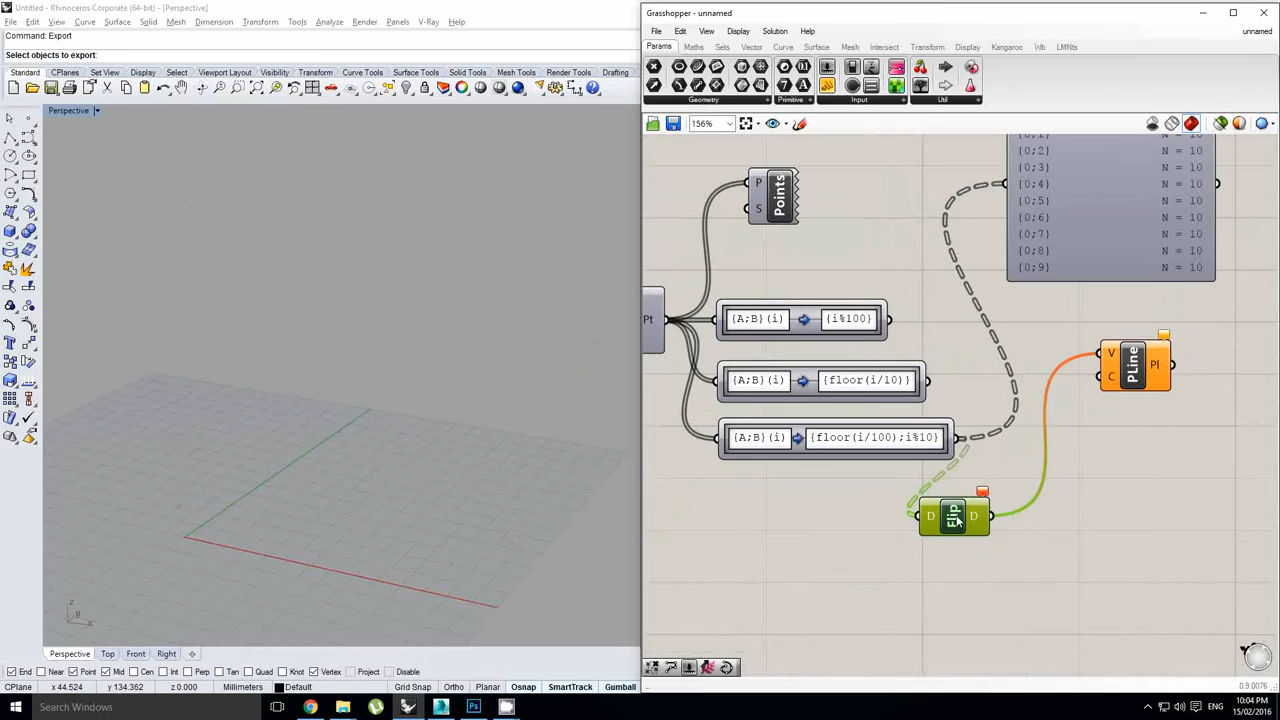 Untitled - Rhinoceros Corporate (64-bit) - [Perspective]
File Edit View Curve Surface Solid Mesh Dimension Transform Tools Analyze Render Panels V-Ray Help
Command: Export
Select objects to export:
Standard CPlanes Set View Display Select Viewport Layout Visibility Transform Curve Tools Surface Tools Solid Tools Mesh Tools Render Tools Drafting
Perspective
z
y
x
Perspective Top Front Right
End Near Point Mid Cen Int Perp Tan Quad Knot Vertex Project Disable
CPlane x 44.524 y 134.362 z 0.000 Millimeters Default Grid Snap Ortho Planar Osnap SmartTrack Gumball
Grasshopper - unnamed
File Edit View Display Solution Help
unnamed
Params Maths Sets Vector Curve Surface Mesh Intersect Transform Display Kangaroo Wb LMNts
Geometry Primitive Input Util
156%
{0;1} N = 10
{0;2} N = 10
{0;3} N = 10
{0;4} N = 10
{0;5} N = 10
{0;6} N = 10
{0;7} N = 10
{0;8} N = 10
{0;9} N = 10
P
S
Points
Pt
{A;B}(i) {i%100}
{A;B}(i) {floor(i/10)}
{A;B}(i) {floor(i/100);i%10}
V
C
PLine
Pl
D Flip D
0.9.0076
Search Windows
10:04 PM
15/02/2016